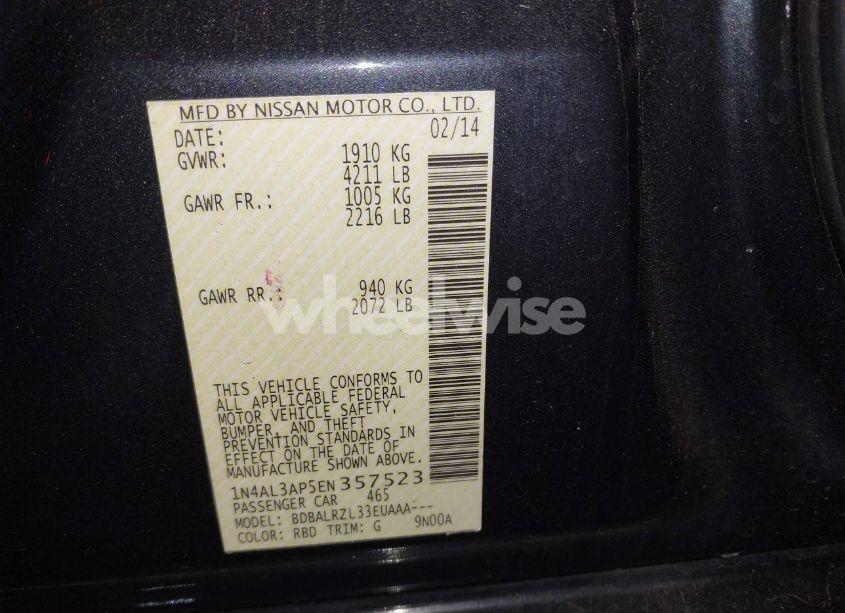 MFD BY NISSAN MOTOR CO., LTD.
DATE: 02/14
GVWR: 1910 KG
4211 LB
GAWR FR.: 1005 KG
2216 LB
GAWR RR.: 940 KG
2072 LB
wheelwise
THIS VEHICLE CONFORMS TO
ALL APPLICABLE FEDERAL
MOTOR VEHICLE SAFETY,
BUMPER, AND THEFT
PREVENTION STANDARDS IN
EFFECT ON THE DATE OF
MANUFACTURE SHOWN ABOVE.
1N4AL3AP5EN357523
PASSENGER CAR 465
MODEL: BDBALRZL33EUAAA---
COLOR: RBD TRIM: G 9N00A